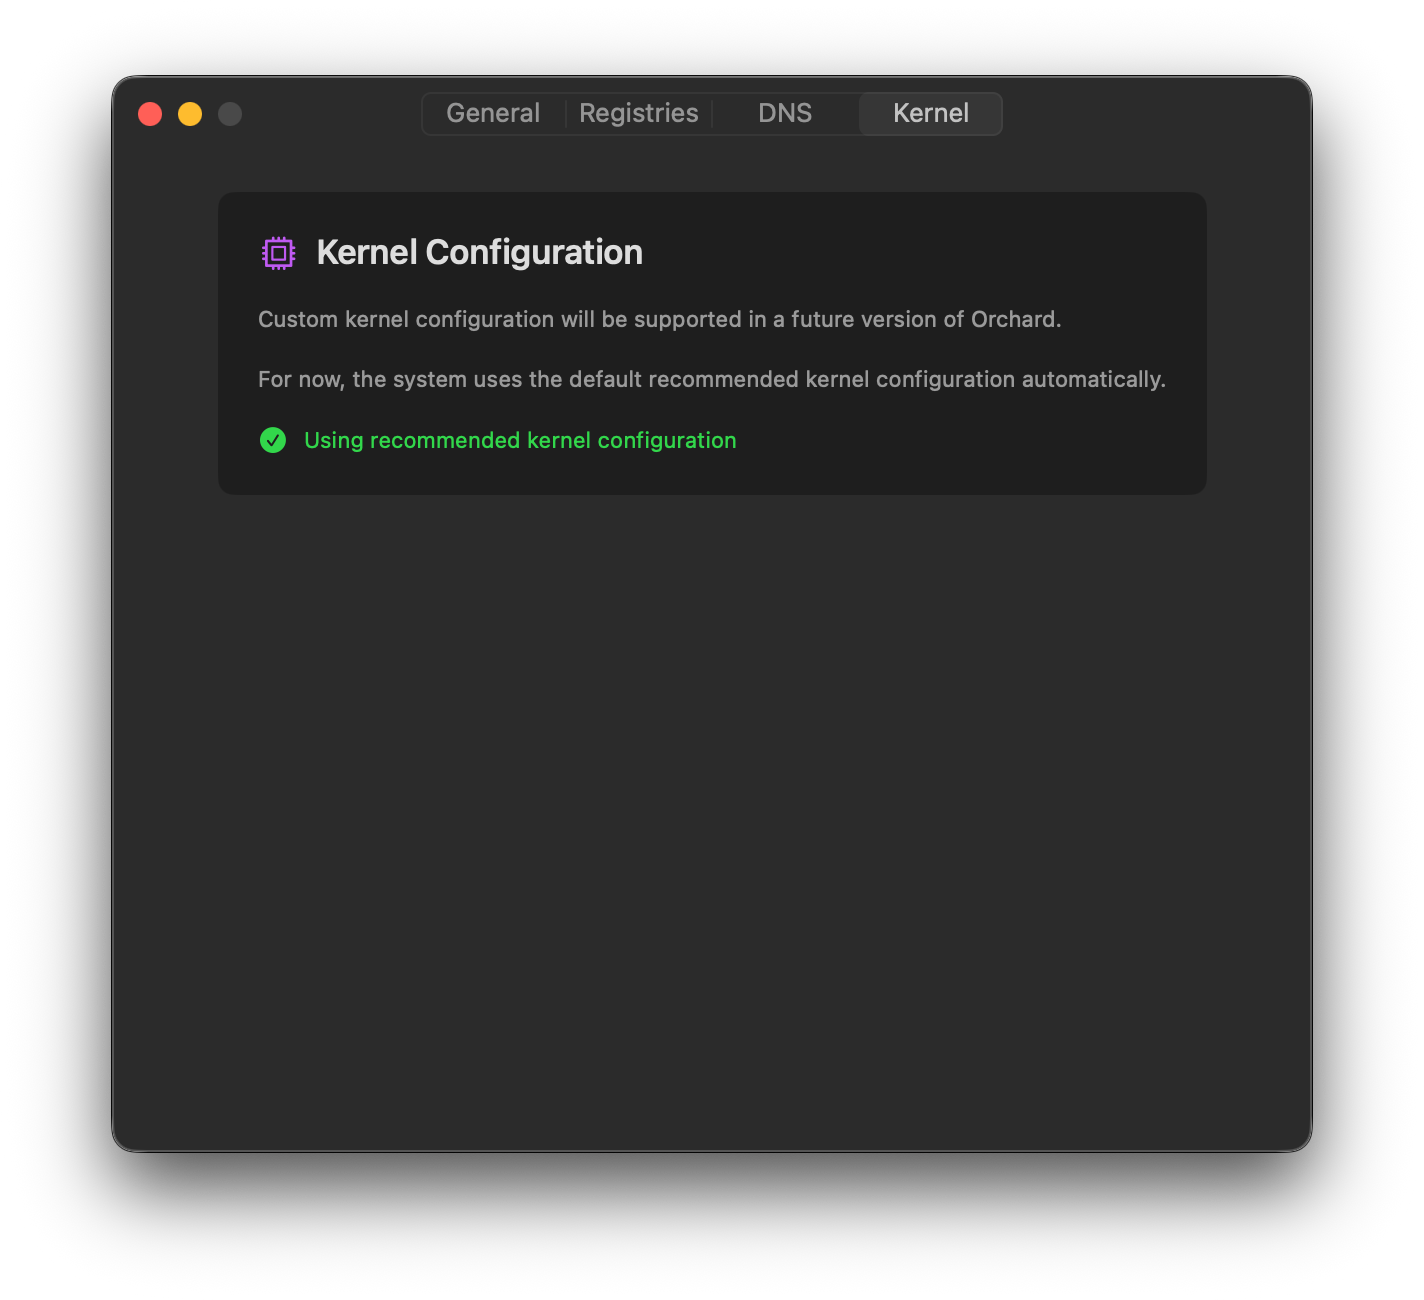 General
Registries
DNS
Kernel
Kernel Configuration
Custom kernel configuration will be supported in a future version of Orchard.
For now, the system uses the default recommended kernel configuration automatically.
Using recommended kernel configuration